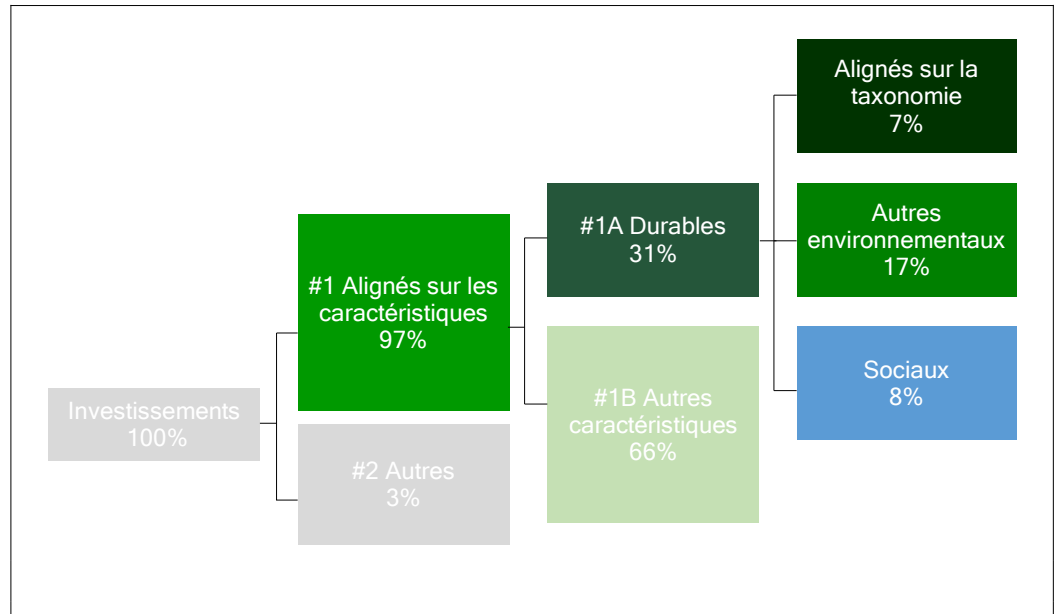 Investissements
100%
#1 Alignés sur les
caractéristiques
97%
#2 Autres
3%
#1A Durables
31%
#1B Autres
caractéristiques
66%
Alignés sur la
taxonomie
7%
Autres
environnementaux
17%
Sociaux
8%